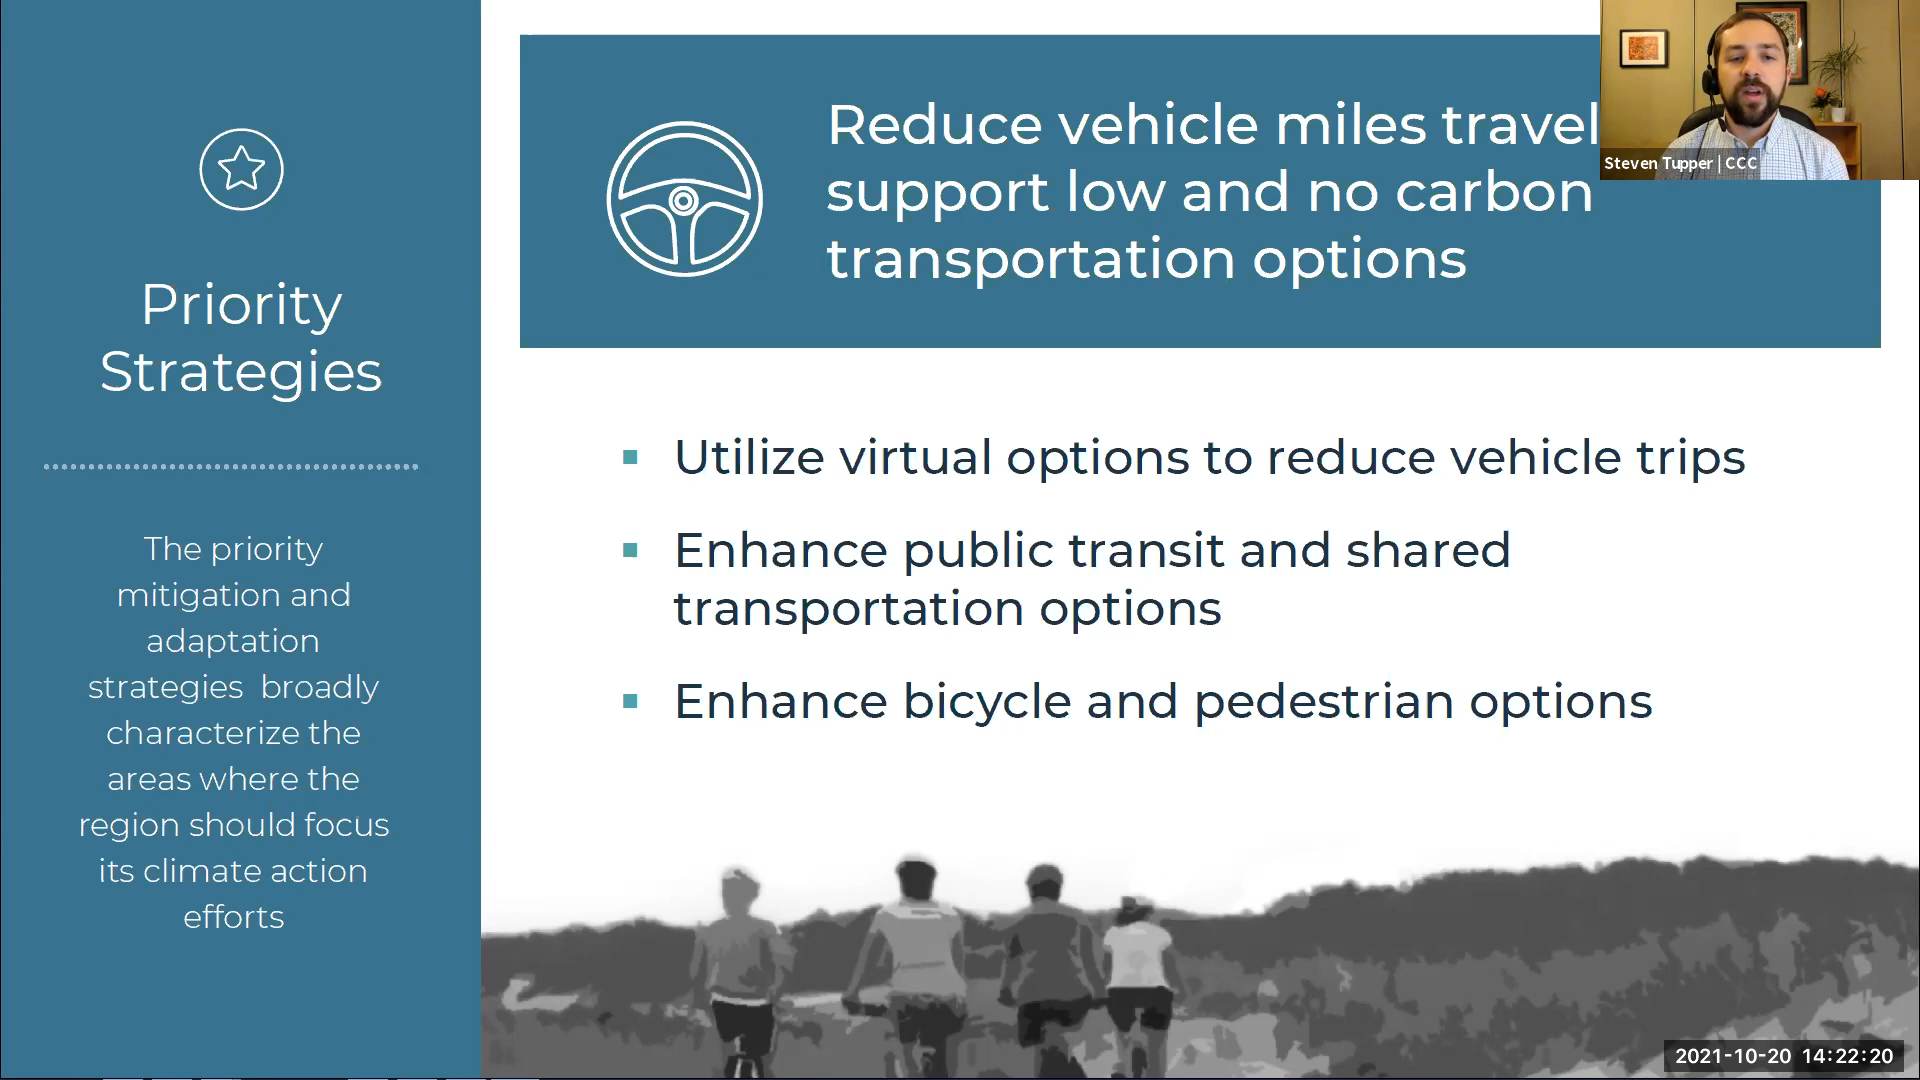 Priority
Strategies
The priority
mitigation and
adaptation
strategies broadly
characterize the
areas where the
region should focus
its climate action
efforts
Reduce vehicle miles travel
support low and no carbon
transportation options
Utilize virtual options to reduce vehicle trips
Enhance public transit and shared
transportation options
Enhance bicycle and pedestrian options
Steven Tupper | CCC
2021-10-20 14:22:20